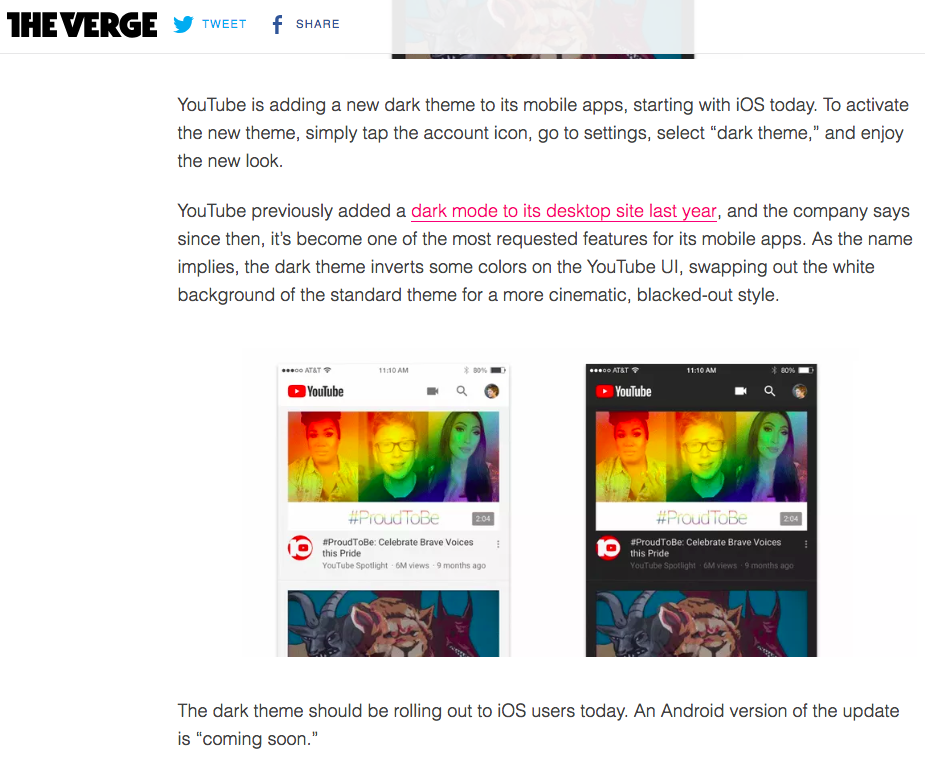 THE VERGE TWEET SHARE
YouTube is adding a new dark theme to its mobile apps, starting with iOS today. To activate
the new theme, simply tap the account icon, go to settings, select “dark theme,” and enjoy
the new look.
YouTube previously added a dark mode to its desktop site last year, and the company says
since then, it’s become one of the most requested features for its mobile apps. As the name
implies, the dark theme inverts some colors on the YouTube UI, swapping out the white
background of the standard theme for a more cinematic, blacked-out style.
AT&T 11:10 AM 80%
YouTube
#ProudToBe
2:04
10
#ProudToBe: Celebrate Brave Voices
this Pride
YouTube Spotlight · 6M views · 9 months ago
AT&T 11:10 AM 80%
YouTube
#ProudToBe
2:04
10
#ProudToBe: Celebrate Brave Voices
this Pride
YouTube Spotlight · 6M views · 9 months ago
The dark theme should be rolling out to iOS users today. An Android version of the update
is “coming soon.”